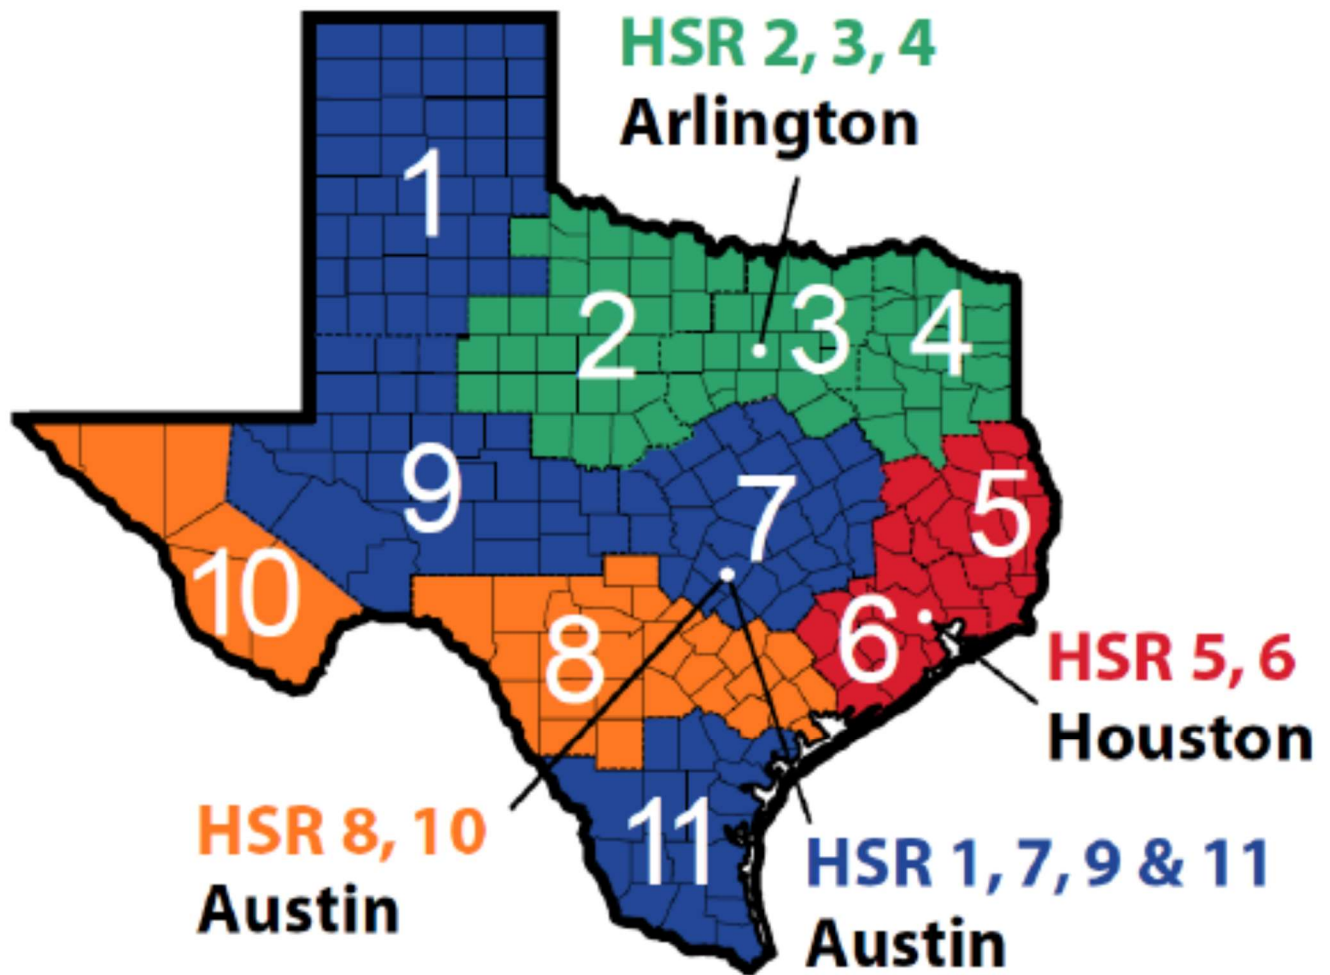 HSR 2, 3, 4
Arlington
1
2
3
4
9
7
5
10
8
6
HSR 5, 6
Houston
11
HSR 8, 10
Austin
HSR 1, 7, 9 & 11
Austin